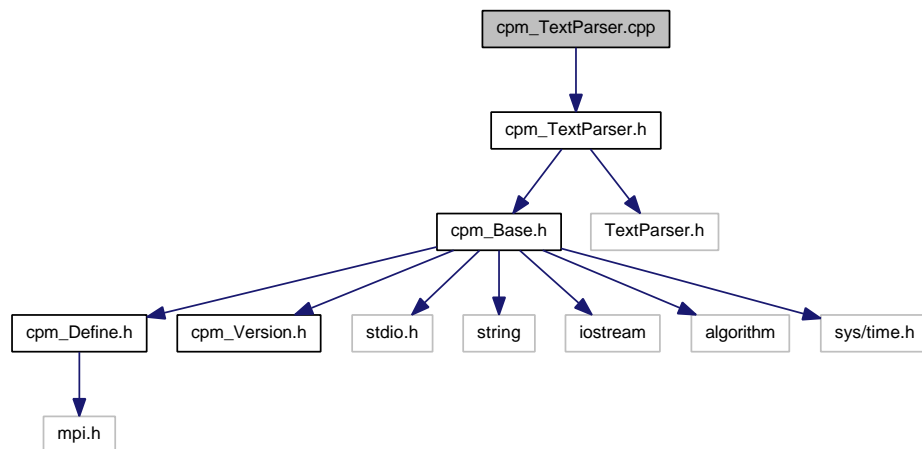 cpm_TextParser.cpp
cpm_TextParser.h
cpm_Base.h
TextParser.h
cpm_Define.h
cpm_Version.h
stdio.h
string
iostream
algorithm
sys/time.h
mpi.h